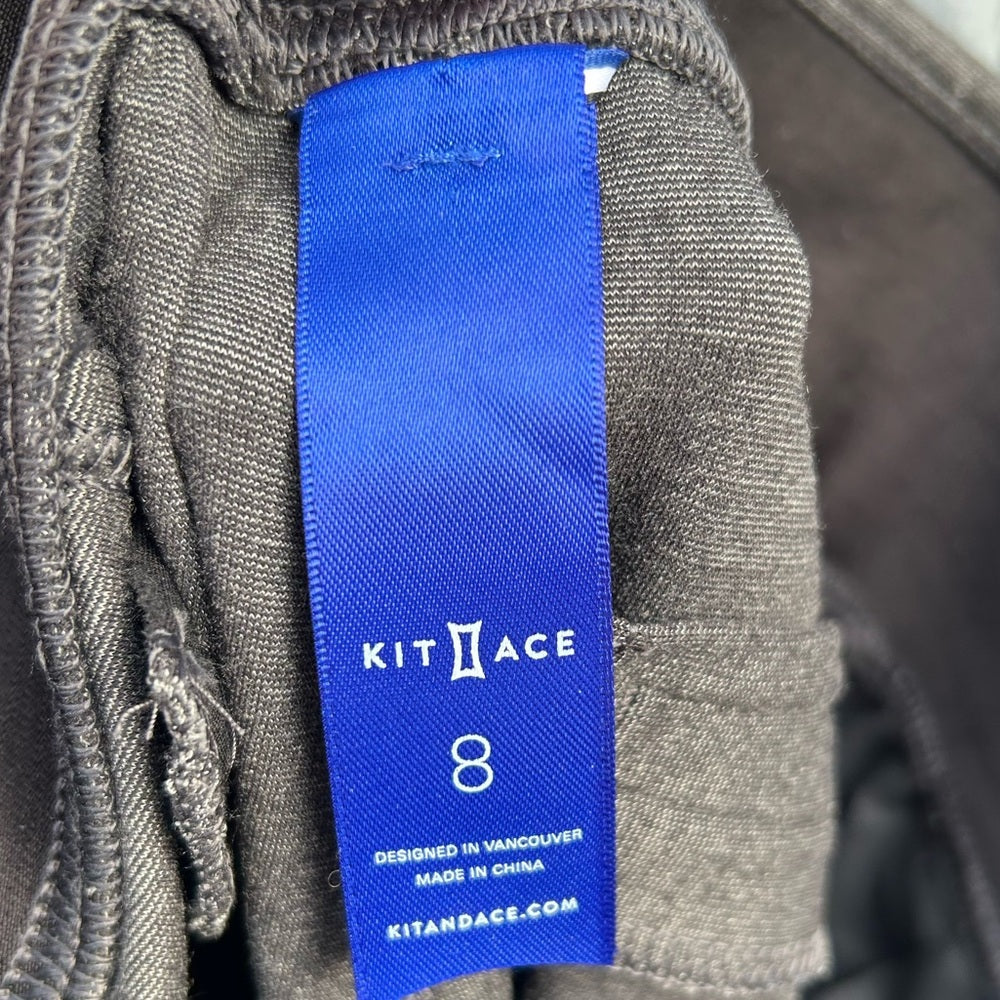 KIT ACE
8
DESIGNED IN VANCOUVER
MADE IN CHINA
KITANDACE.COM